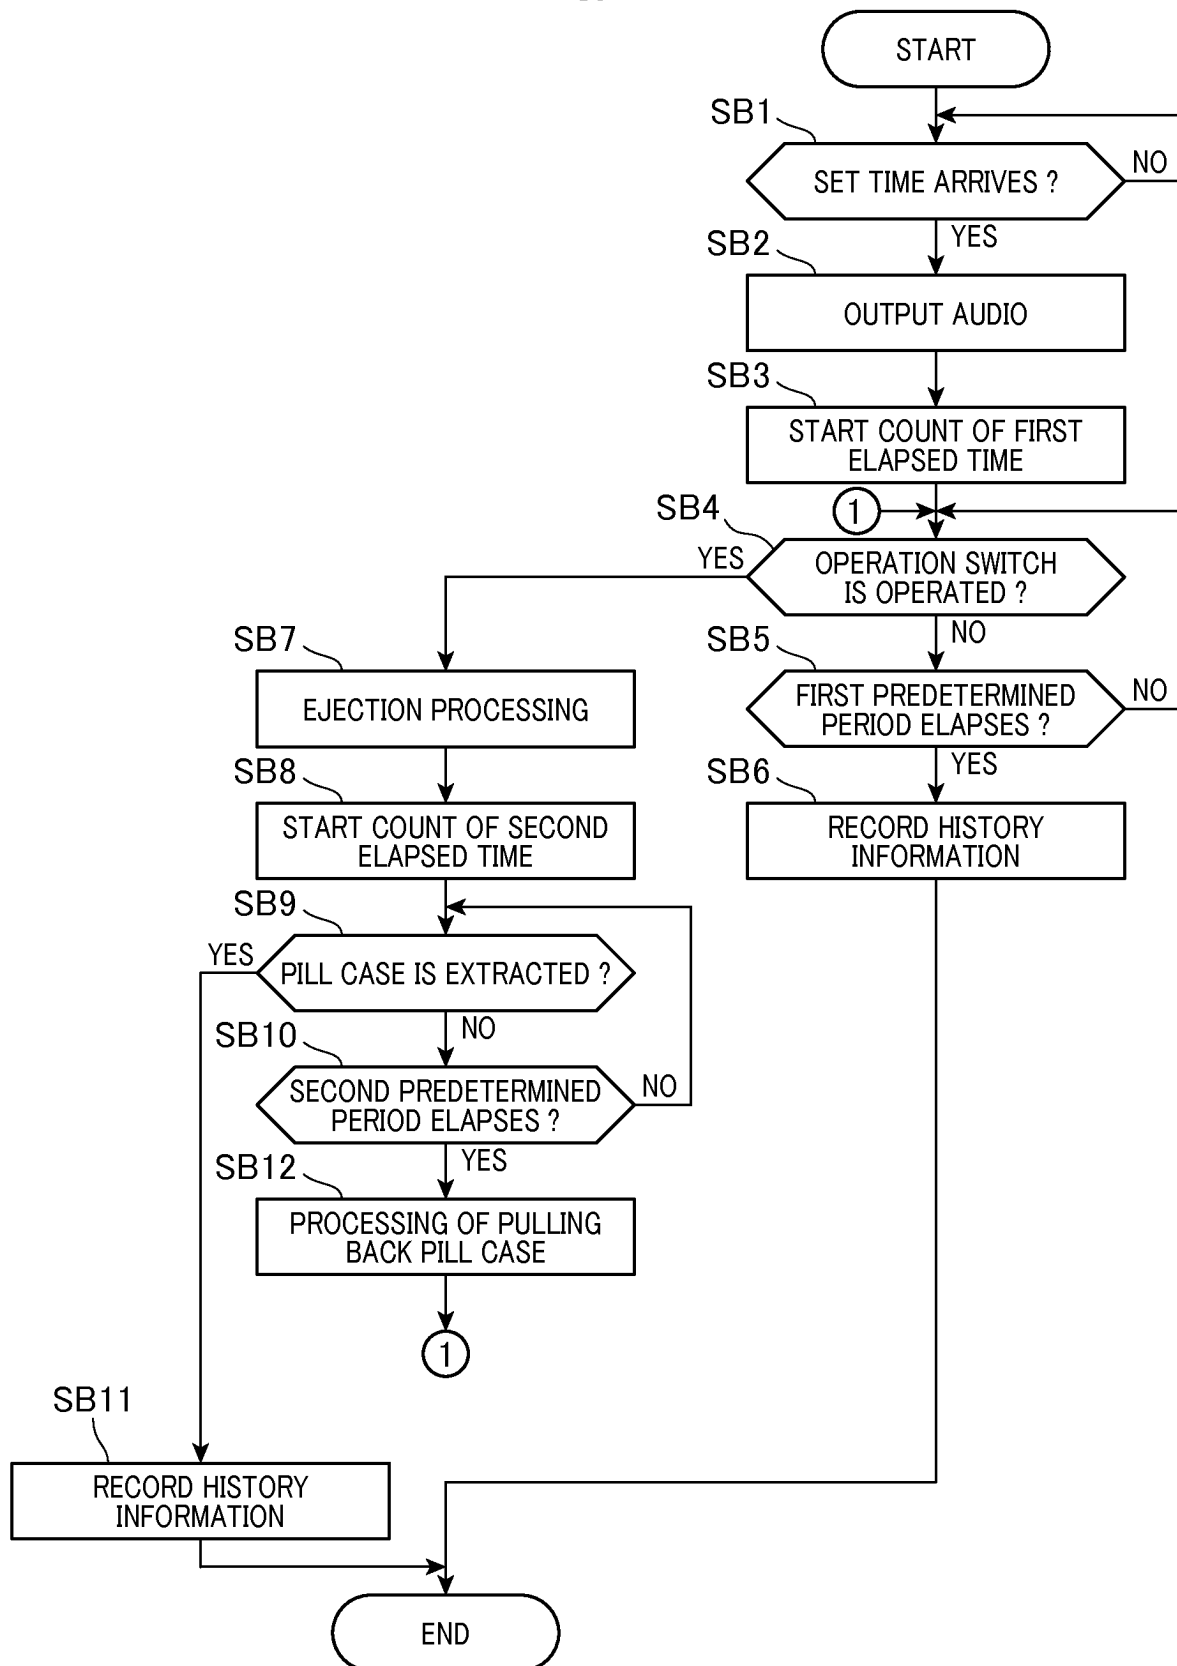 START
SB1
SET TIME ARRIVES ?
NO
YES
SB2
OUTPUT AUDIO
SB3
START COUNT OF FIRST
ELAPSED TIME
1
SB4
OPERATION SWITCH
IS OPERATED ?
YES
NO
SB5
FIRST PREDETERMINED
PERIOD ELAPSES ?
NO
YES
SB6
RECORD HISTORY
INFORMATION
SB7
EJECTION PROCESSING
SB8
START COUNT OF SECOND
ELAPSED TIME
SB9
PILL CASE IS EXTRACTED ?
YES
NO
SB10
SECOND PREDETERMINED
PERIOD ELAPSES ?
NO
YES
SB12
PROCESSING OF PULLING
BACK PILL CASE
1
SB11
RECORD HISTORY
INFORMATION
END